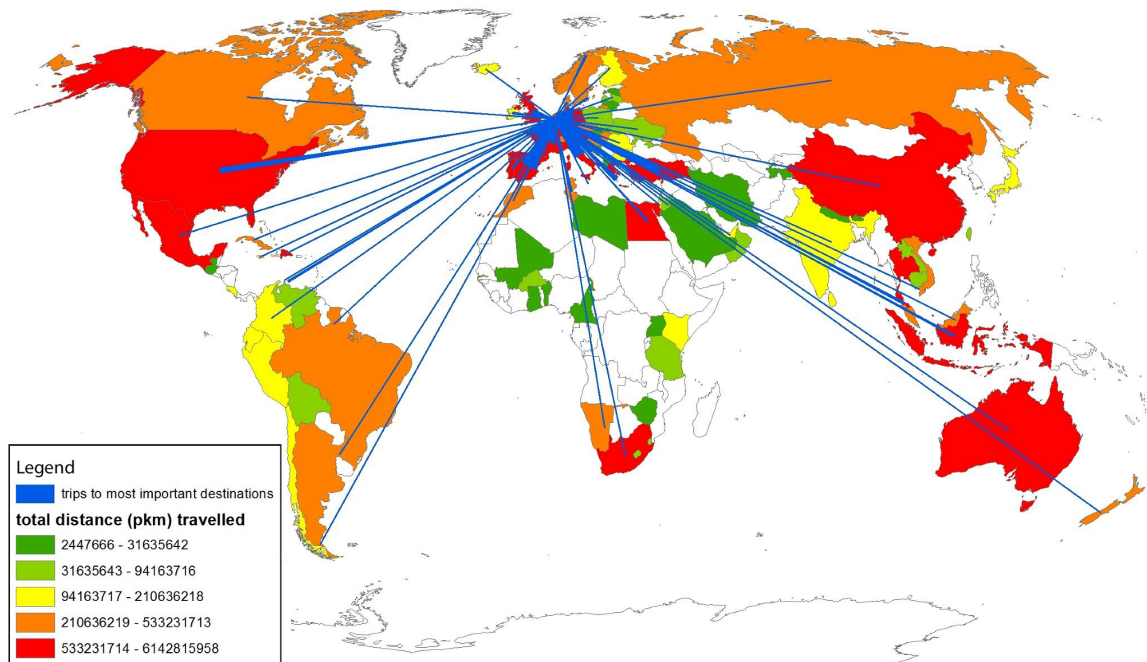 Legend
trips to most important destinations
total distance (pkm) travelled
2447666 - 31635642
31635643 - 94163716
94163717 - 210636218
210636219 - 533231713
533231714 - 6142815958